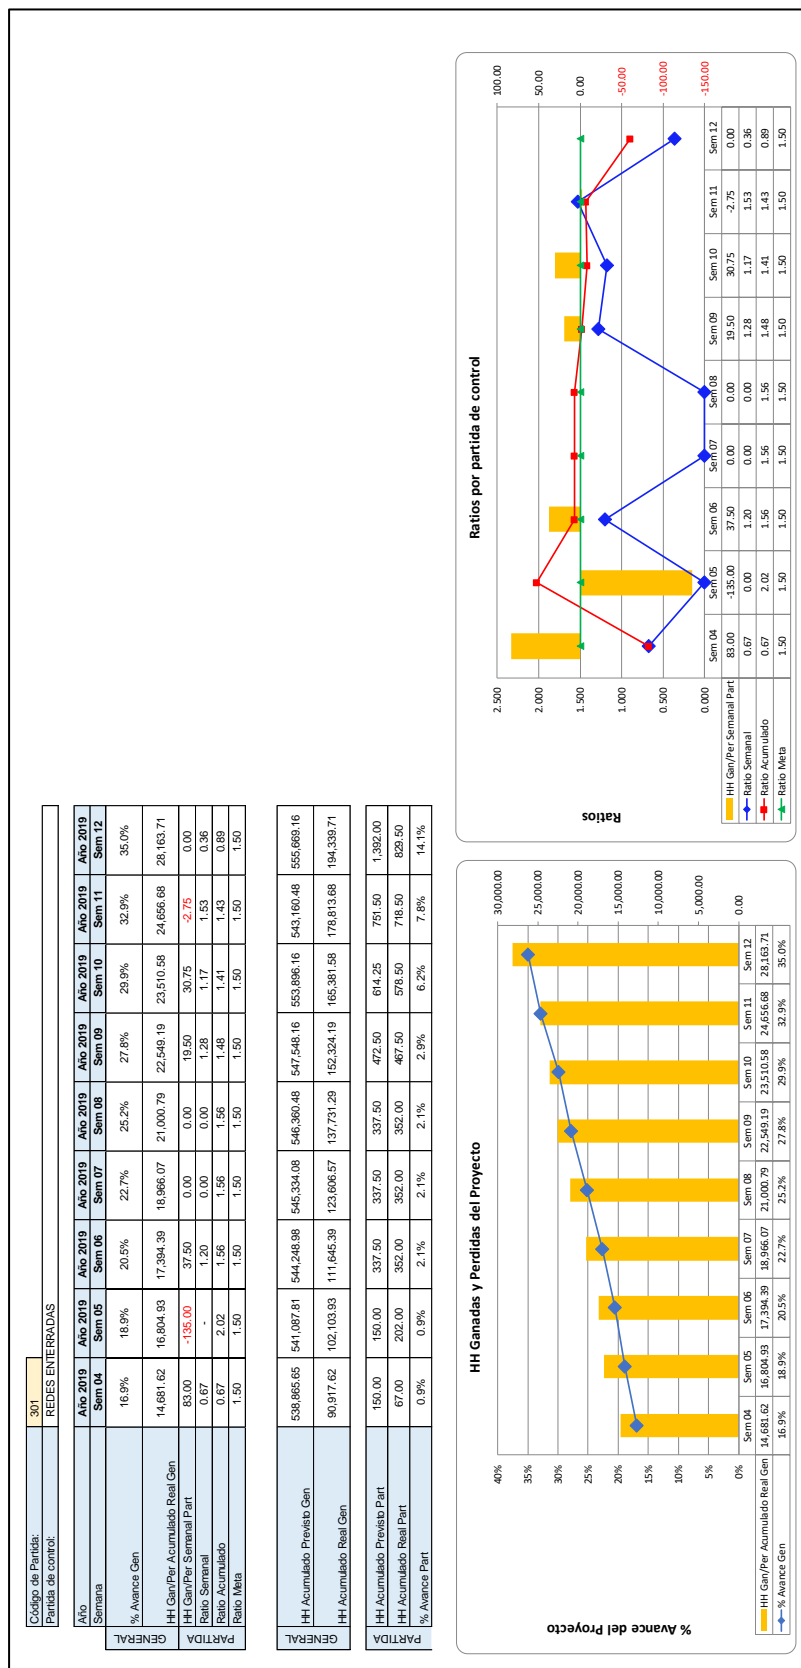 Código de Partida: 301
Partida de control: REDES ENTERRADAS
Año Año 2019 Año 2019 Año 2019 Año 2019 Año 2019 Año 2019 Año 2019 Año 2019 Año 2019
Semana Sem 04 Sem 05 Sem 06 Sem 07 Sem 08 Sem 09 Sem 10 Sem 11 Sem 12
GENERAL
% Avance Gen 16.9% 18.9% 20.5% 22.7% 25.2% 27.8% 29.9% 32.9% 35.0%
HH Gan/Per Acumulado Real Gen 14,681.62 16,804.93 17,394.39 18,966.07 21,000.79 22,549.19 23,510.58 24,656.68 28,163.71
PARTIDA
HH Gan/Per Semanal Part 83.00 -135.00 37.50 0.00 0.00 19.50 30.75 -2.75 0.00
Ratio Semanal 0.67 - 1.20 0.00 0.00 1.28 1.17 1.53 0.36
Ratio Acumulado 0.67 2.02 1.56 1.56 1.56 1.48 1.41 1.43 0.89
Ratio Meta 1.50 1.50 1.50 1.50 1.50 1.50 1.50 1.50 1.50
GENERAL
HH Acumulado Previsto Gen 538,865.65 541,087.81 544,248.98 545,334.08 546,360.48 547,548.16 553,896.16 543,160.48 555,669.16
HH Acumulado Real Gen 90,917.62 102,103.93 111,645.39 123,606.57 137,731.29 152,324.19 165,381.58 178,813.68 194,339.71
PARTIDA
HH Acumulado Previsto Part 150.00 150.00 337.50 337.50 337.50 472.50 614.25 751.50 1,392.00
HH Acumulado Real Part 67.00 202.00 352.00 352.00 352.00 467.50 578.50 718.50 829.50
% Avance Part 0.9% 0.9% 2.1% 2.1% 2.1% 2.9% 6.2% 7.8% 14.1%
HH Ganadas y Perdidas del Proyecto
% Avance del Proyecto
40%
35%
30%
25%
20%
15%
10%
5%
0%
30,000.00
25,000.00
20,000.00
15,000.00
10,000.00
5,000.00
0.00
Sem 04 Sem 05 Sem 06 Sem 07 Sem 08 Sem 09 Sem 10 Sem 11 Sem 12
HH Gan/Per Acumulado Real Gen 14,681.62 16,804.93 17,394.39 18,966.07 21,000.79 22,549.19 23,510.58 24,656.68 28,163.71
% Avance Gen 16.9% 18.9% 20.5% 22.7% 25.2% 27.8% 29.9% 32.9% 35.0%
Ratios por partida de control
Ratios
2.500
2.000
1.500
1.000
0.500
0.000
100.00
50.00
0.00
-50.00
-100.00
-150.00
Sem 04 Sem 05 Sem 06 Sem 07 Sem 08 Sem 09 Sem 10 Sem 11 Sem 12
HH Gan/Per Semanal Part 83.00 -135.00 37.50 0.00 0.00 19.50 30.75 -2.75 0.00
Ratio Semanal 0.67 0.00 1.20 0.00 0.00 1.28 1.17 1.53 0.36
Ratio Acumulado 0.67 2.02 1.56 1.56 1.56 1.48 1.41 1.43 0.89
Ratio Meta 1.50 1.50 1.50 1.50 1.50 1.50 1.50 1.50 1.50